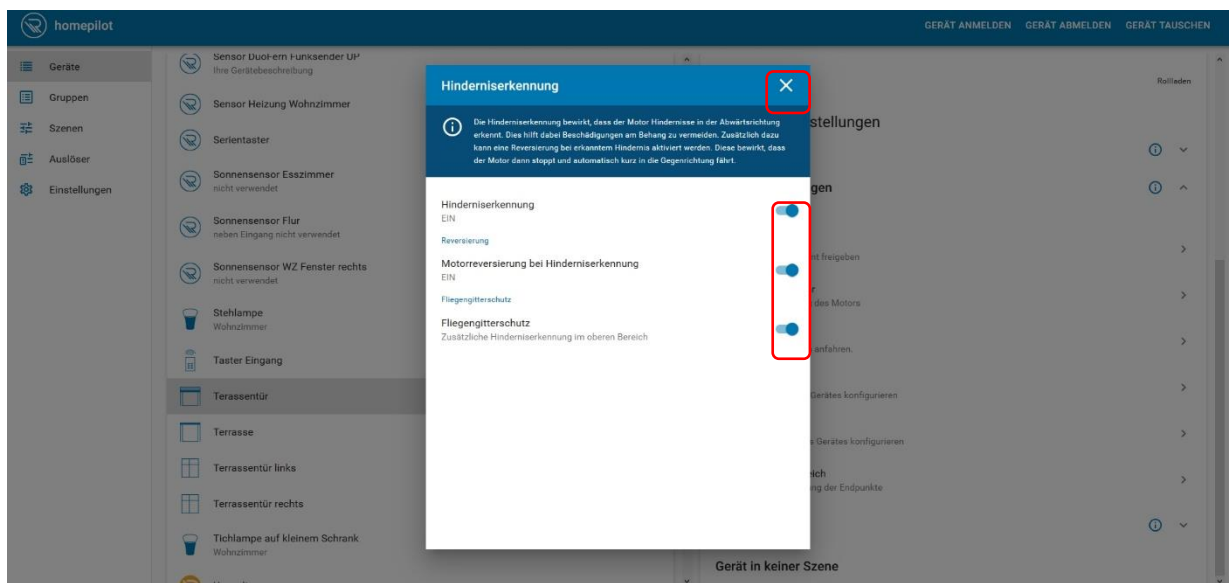 homepilot
GERÄT ANMELDEN GERÄT ABMELDEN GERÄT TAUSCHEN
Geräte
Gruppen
Szenen
Auslöser
Einstellungen
Sensor DuoFern Funksender UP
Ihre Gerätebeschreibung
Sensor Heizung Wohnzimmer
Serientaster
Sonnensensor Esszimmer
nicht verwendet
Sonnensensor Flur
neben Eingang nicht verwendet
Sonnensensor WZ Fenster rechts
nicht verwendet
Stehlampe
Wohnzimmer
Taster Eingang
Terassentür
Terrasse
Terrassentür links
Terrassentür rechts
Tichlampe auf kleinem Schrank
Wohnzimmer
Hinderniserkennung
Die Hinderniserkennung bewirkt, dass der Motor Hindernisse in der Abwärtsrichtung
erkennt. Dies hilft dabei Beschädigungen am Behang zu vermeiden. Zusätzlich dazu
kann eine Reversierung bei erkanntem Hindernis aktiviert werden. Diese bewirkt, dass
der Motor dann stoppt und automatisch kurz in die Gegenrichtung fährt.
Hinderniserkennung
EIN
Reversierung
Motorreversierung bei Hinderniserkennung
EIN
Fliegengitterschutz
Fliegengitterschutz
Zusätzliche Hinderniserkennung im oberen Bereich
Rollladen
stellungen
gen
nt freigeben
r
des Motors
anfahren.
Gerätes konfigurieren
s Gerätes konfigurieren
eich
ng der Endpunkte
Gerät in keiner Szene